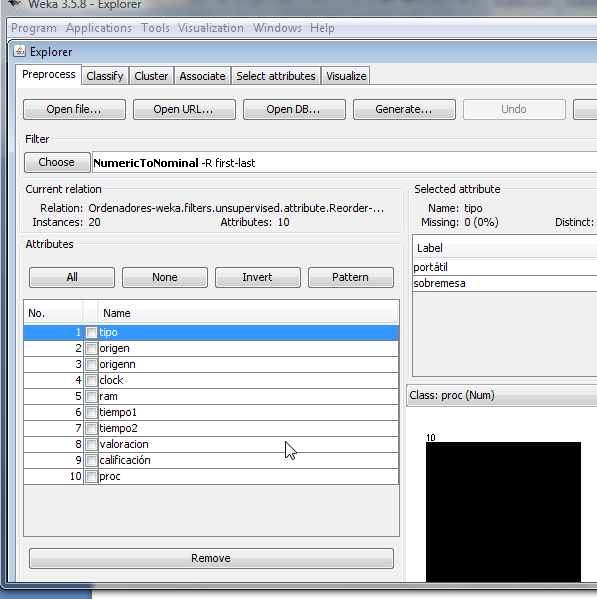 Weka 3.5.8 - Explorer
Program Applications Tools Visualization Windows Help
Explorer
Preprocess Classify Cluster Associate Select attributes Visualize
Open file... Open URL... Open DB... Generate... Undo
Filter
Choose NumericToNominal -R first-last
Current relation
Relation: Ordenadores-weka.filters.unsupervised.attribute.Reorder-...
Instances: 20 Attributes: 10
Selected attribute
Name: tipo
Missing: 0 (0%) Distinct:
Attributes
All None Invert Pattern
No. Name
1 tipo
2 origen
3 origenn
4 clock
5 ram
6 tiempo1
7 tiempo2
8 valoracion
9 calificación
10 proc
Remove
Label
portátil
sobremesa
Class: proc (Num)
10